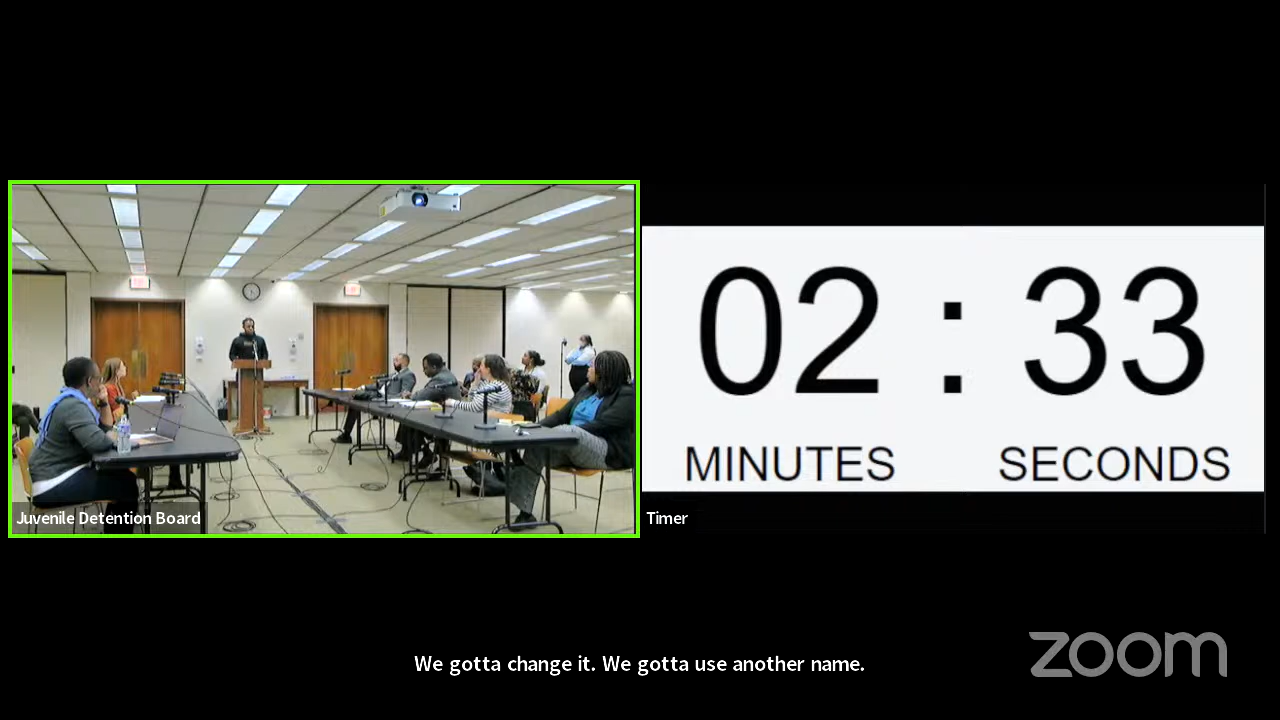 02 : 33
MINUTES SECONDS
Juvenile Detention Board
Timer
We gotta change it. We gotta use another name.
zoom